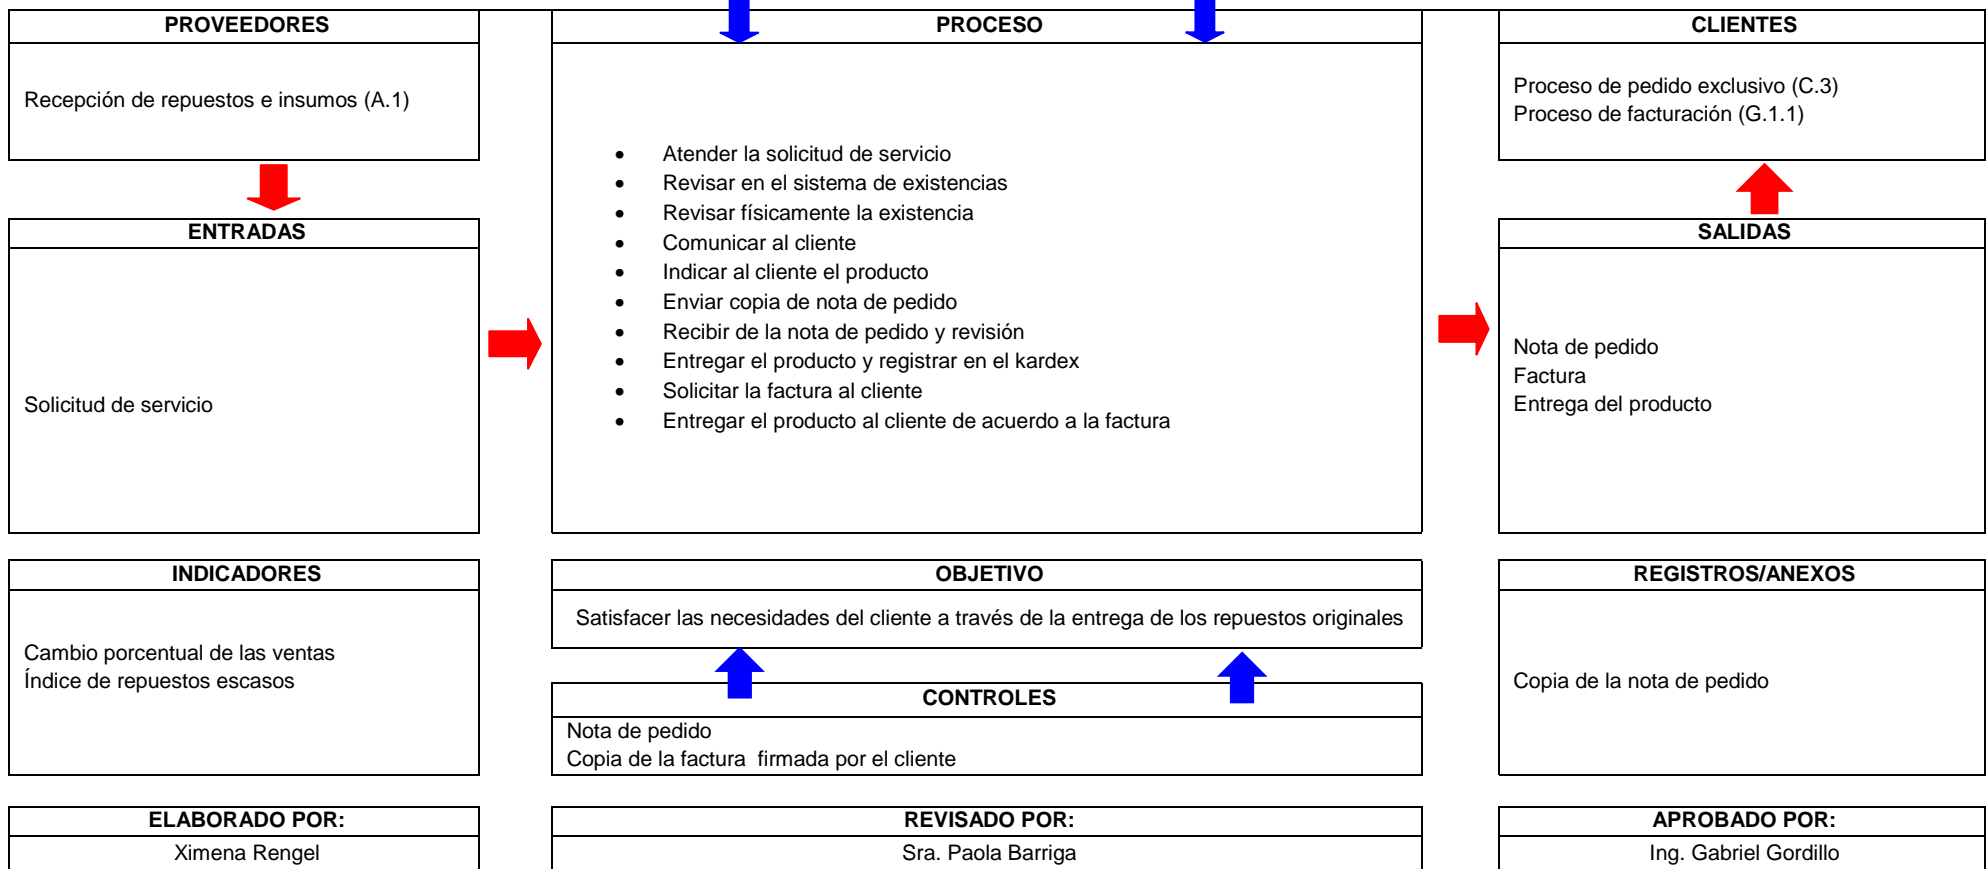 PROVEEDORES
Recepción de repuestos e insumos (A.1)
ENTRADAS
Solicitud de servicio
PROCESO
• Atender la solicitud de servicio
• Revisar en el sistema de existencias
• Revisar físicamente la existencia
• Comunicar al cliente
• Indicar al cliente el producto
• Enviar copia de nota de pedido
• Recibir de la nota de pedido y revisión
• Entregar el producto y registrar en el kardex
• Solicitar la factura al cliente
• Entregar el producto al cliente de acuerdo a la factura
CLIENTES
Proceso de pedido exclusivo (C.3)
Proceso de facturación (G.1.1)
SALIDAS
Nota de pedido
Factura
Entrega del producto
INDICADORES
Cambio porcentual de las ventas
Índice de repuestos escasos
OBJETIVO
Satisfacer las necesidades del cliente a través de la entrega de los repuestos originales
CONTROLES
Nota de pedido
Copia de la factura  firmada por el cliente
REGISTROS/ANEXOS
Copia de la nota de pedido
ELABORADO POR:
Ximena Rengel
REVISADO POR:
Sra. Paola Barriga
APROBADO POR:
Ing. Gabriel Gordillo